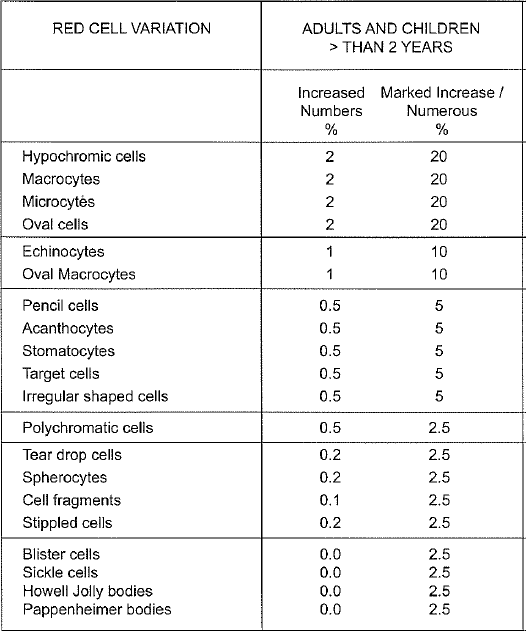 RED CELL VARIATION ADULTS AND CHILDREN
> THAN 2 YEARS
Increased Marked Increase /
Numbers Numerous
% %
Hypochromic cells 2 20
Macrocytes 2 20
Microcytès 2 20
Oval cells 2 20
Echinocytes 1 10
Oval Macrocytes 1 10
Pencil cells 0.5 5
Acanthocytes 0.5 5
Stomatocytes 0.5 5
Target cells 0.5 5
Irregular shaped cells 0.5 5
Polychromatic cells 0.5 2.5
Tear drop cells 0.2 2.5
Spherocytes 0.2 2.5
Cell fragments 0.1 2.5
Stippled cells 0.2 2.5
Blister cells 0.0 2.5
Sickle cells 0.0 2.5
Howell Jolly bodies 0.0 2.5
Pappenheimer bodies 0.0 2.5